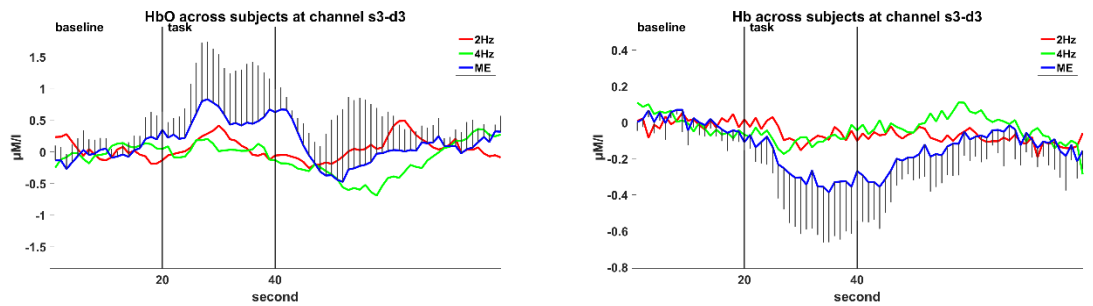 HbO across subjects at channel s3-d3
baseline
task
2Hz
4Hz
ME
1.5
1
0.5
0
-0.5
-1
-1.5
µM/l
20
40
second
Hb across subjects at channel s3-d3
baseline
task
2Hz
4Hz
ME
0.4
0.2
0
-0.2
-0.4
-0.6
-0.8
µM/l
20
40
second